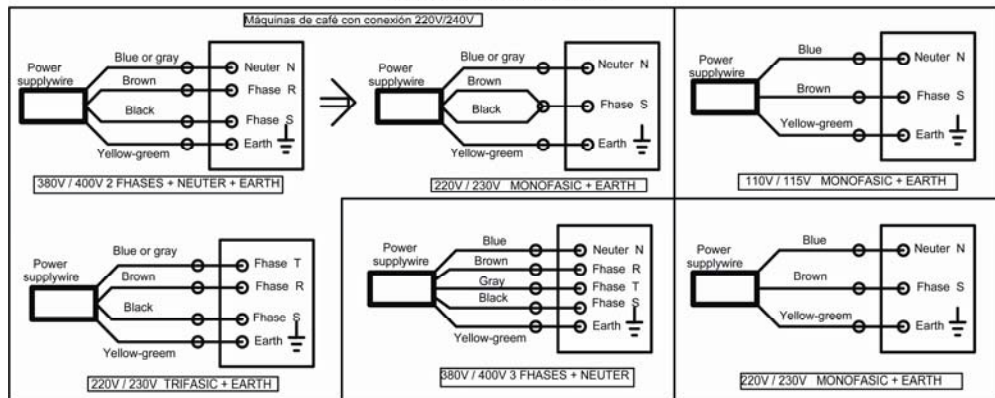 Máquinas de café con conexión 220V/240V
Power
supplywire
Blue or gray
Brown
Black
Yellow-greem
Neuter N
Fhase R
Fhase S
Earth
380V / 400V 2 FHASES + NEUTER + EARTH
Power
supplywire
Blue or gray
Brown
Black
Yellow-greem
Neuter N
Fhase S
Earth
220V / 230V MONOFASIC + EARTH
Power
supplywire
Blue
Brown
Yellow-greem
Neuter N
Fhase S
Earth
110V / 115V MONOFASIC + EARTH
Power
supplywire
Blue or gray
Brown
Black
Yellow-greem
Fhase T
Fhase R
Fhase S
Earth
220V / 230V TRIFASIC + EARTH
Power
supplywire
Blue
Brown
Gray
Black
Yellow-greem
Neuter N
Fhase R
Fhase T
Fhase S
Earth
380V / 400V 3 FHASES + NEUTER
Power
supplywire
Blue
Brown
Yellow-greem
Neuter N
Fhase S
Earth
220V / 230V MONOFASIC + EARTH